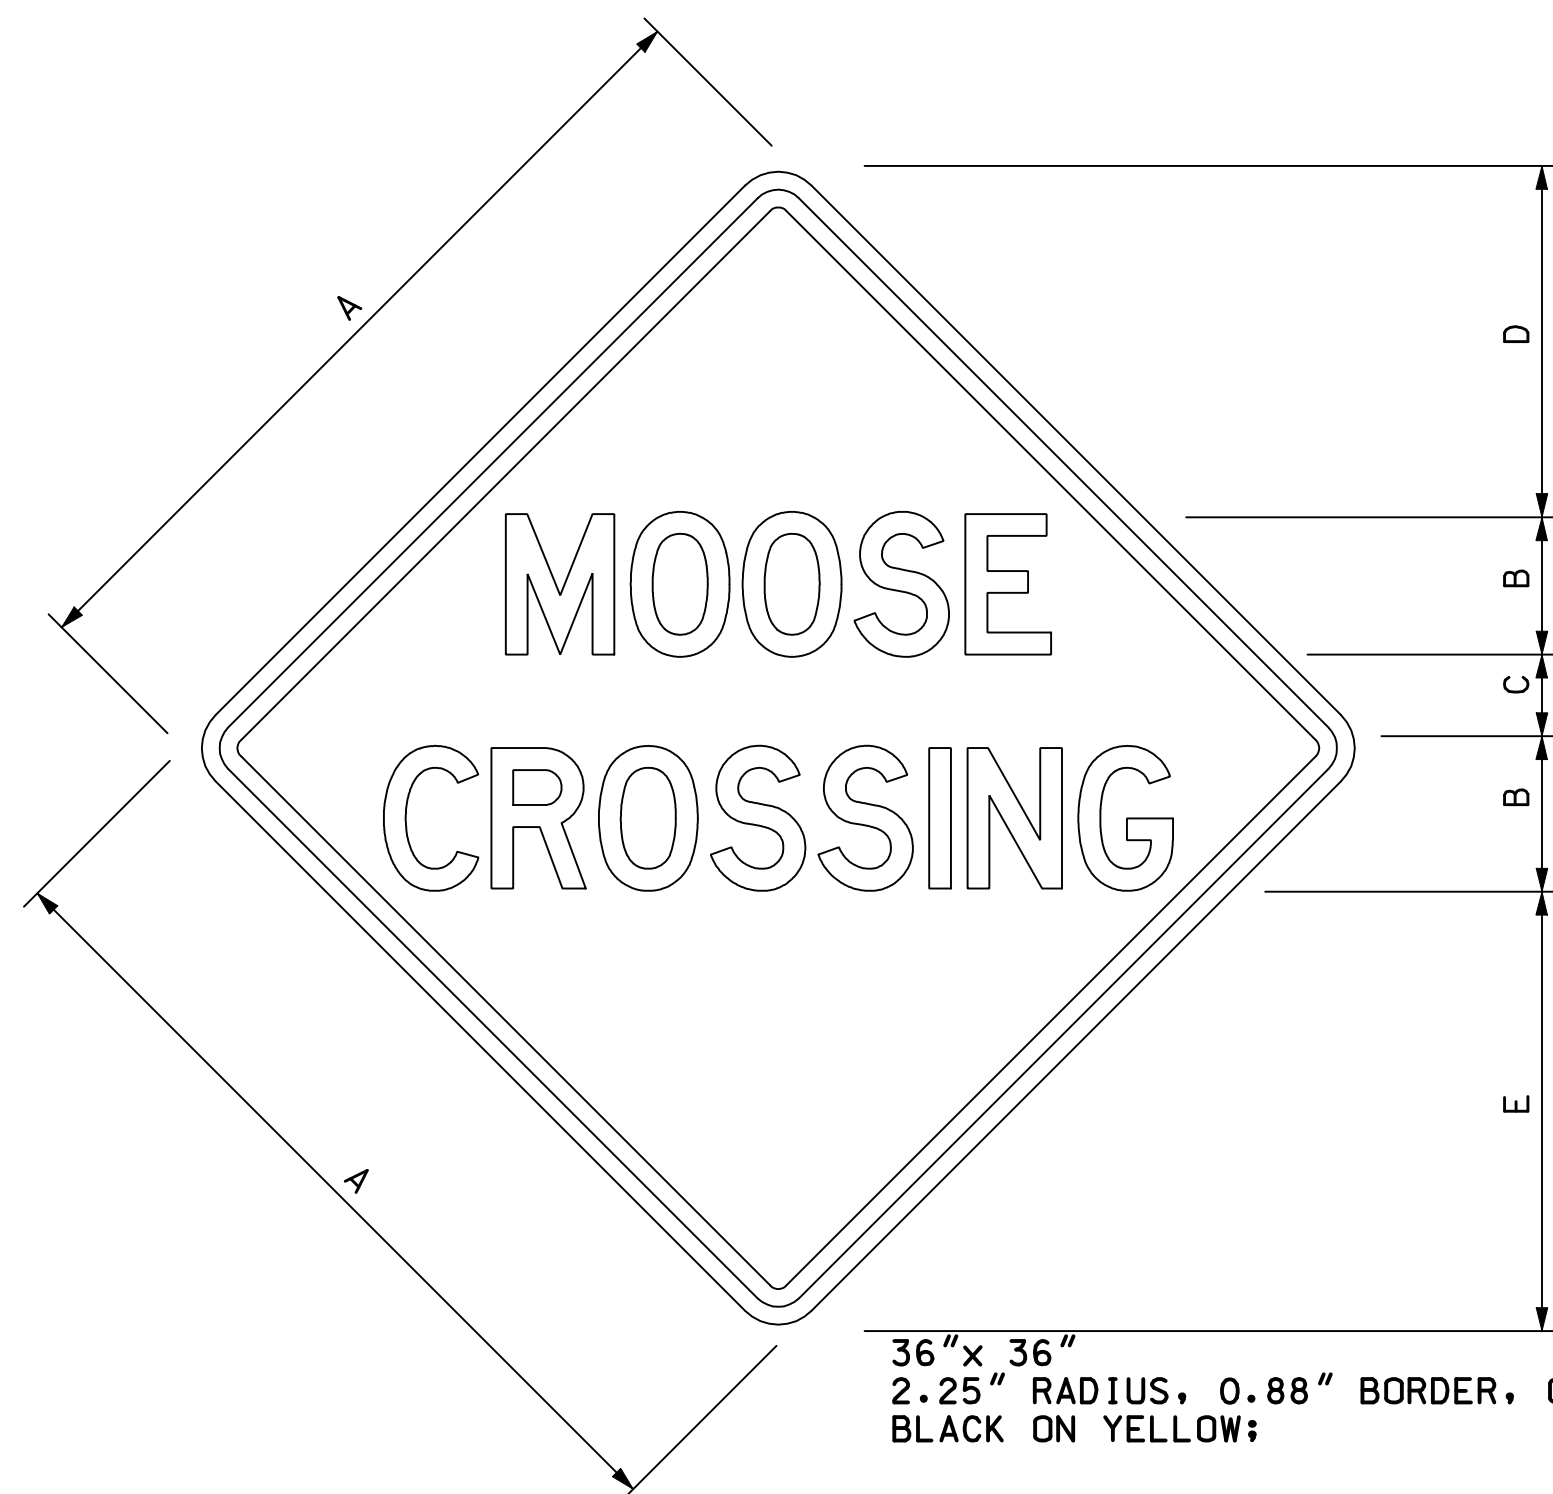 A
D
MOOSE
B
C
CROSSING
B
E
A
36"x 36"
2.25" RADIUS, 0.88" BORDER,
BLACK ON YELLOW;